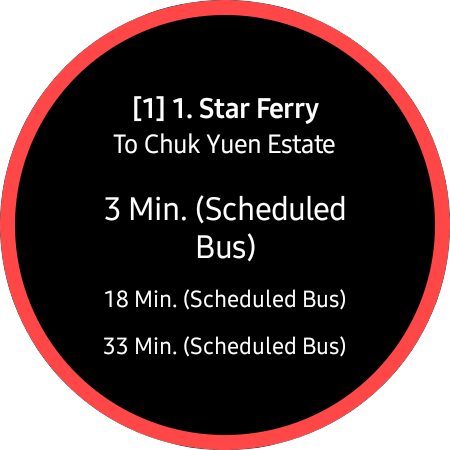 [1] 1. Star Ferry
To Chuk Yuen Estate
3 Min. (Scheduled
Bus)
18 Min. (Scheduled Bus)
33 Min. (Scheduled Bus)